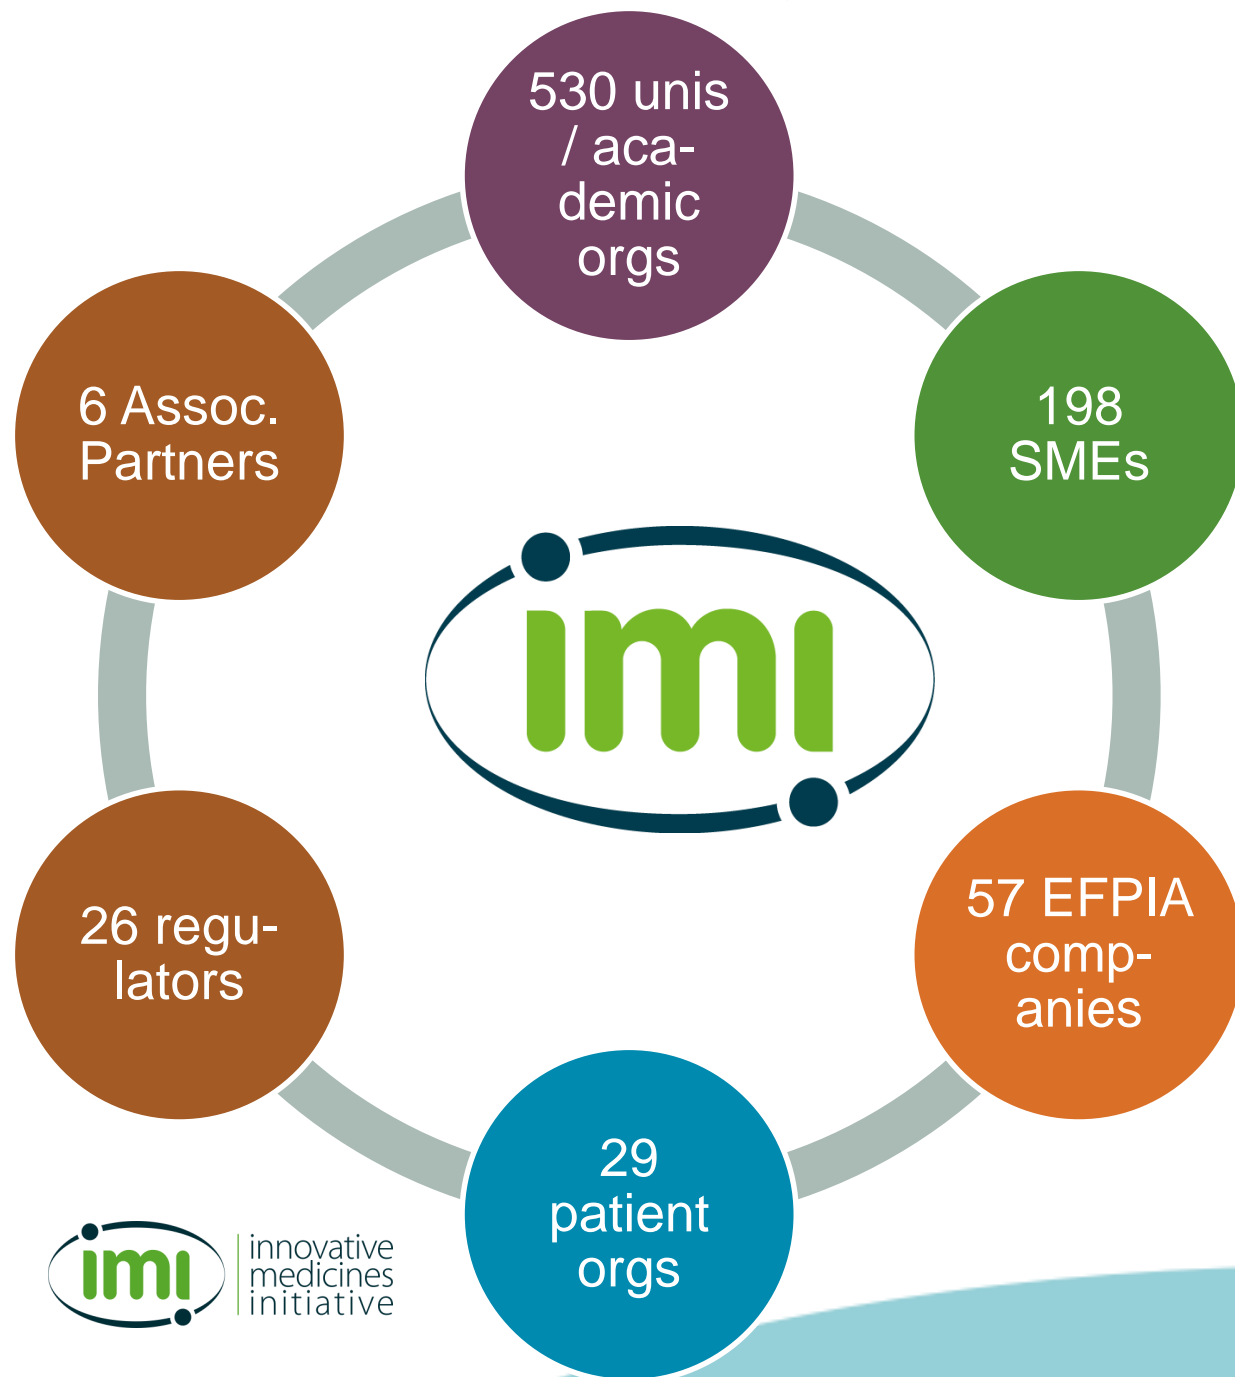 530 unis
/ aca-
demic
orgs
198
SMEs
57 EFPIA
comp-
anies
29
patient
orgs
26 regu-
lators
6 Assoc.
Partners
imi
imi
innovative
medicines
initiative